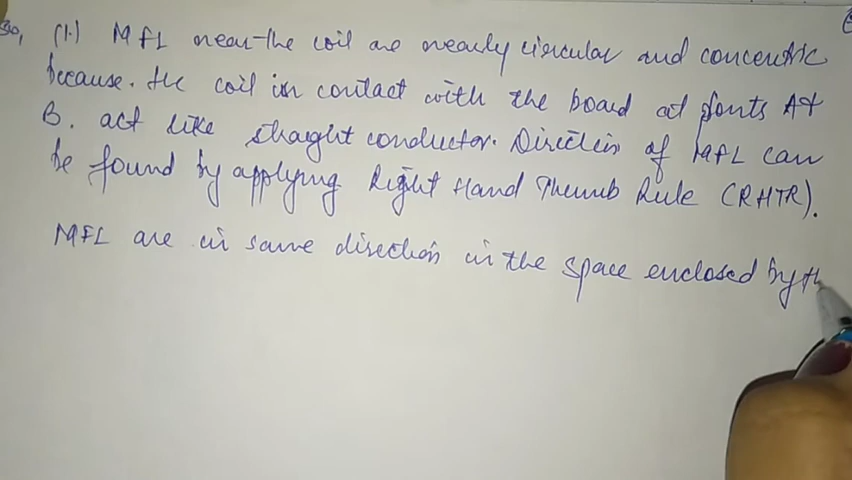 So, (1.) MFL near the coil are nearly circular and concentric
because. the coil in contact with the board at points A &
B. act like straight conductor. Direction of MFL can
be found by applying Right Hand Thumb Rule (RHTR).
MFL are in same direction in the space enclosed by th